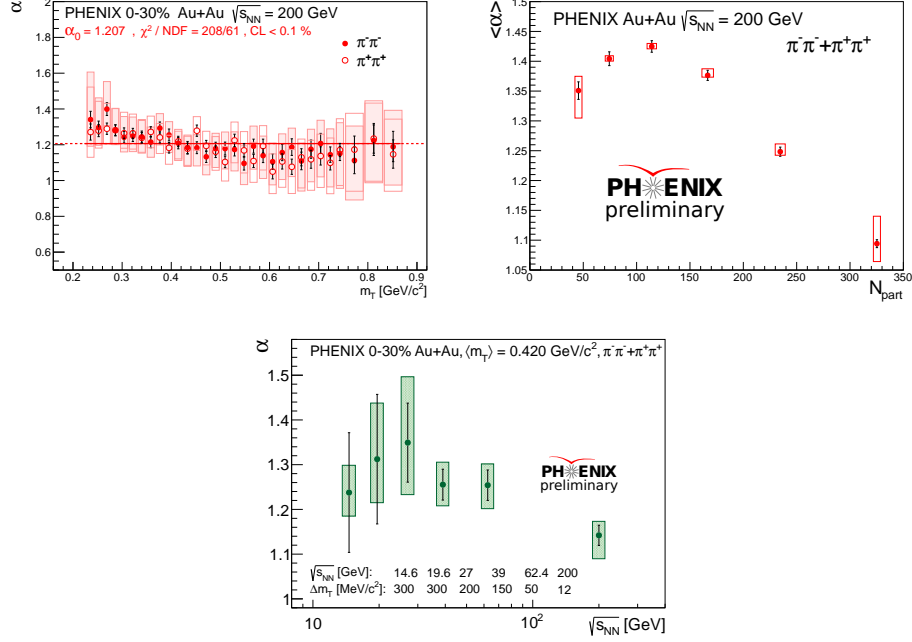 PHENIX 0-30% Au+Au √sNN = 200 GeV
α0 = 1.207 , χ2 / NDF = 208/61, CL < 0.1 %
π-π-
π+π+
α
2
1.8
1.6
1.4
1.2
1
0.8
0.6
0.2 0.3 0.4 0.5 0.6 0.7 0.8 0.9
mT [GeV/c2]
PHENIX Au+Au √sNN = 200 GeV
π-π-+π+π+
<α>
1.45
1.4
1.35
1.3
1.25
1.2
1.15
1.1
1.05
PHENIX
preliminary
0 50 100 150 200 250 300 350
Npart
PHENIX 0-30% Au+Au, ⟨mT⟩ = 0.420 GeV/c2, π-π-+π+π+
α
1.5
1.4
1.3
1.2
1.1
1
PHENIX
preliminary
√sNN [GeV]: 14.6 19.6 27 39 62.4 200
ΔmT [MeV/c2]: 300 300 200 150 50 12
10 102
√sNN [GeV]